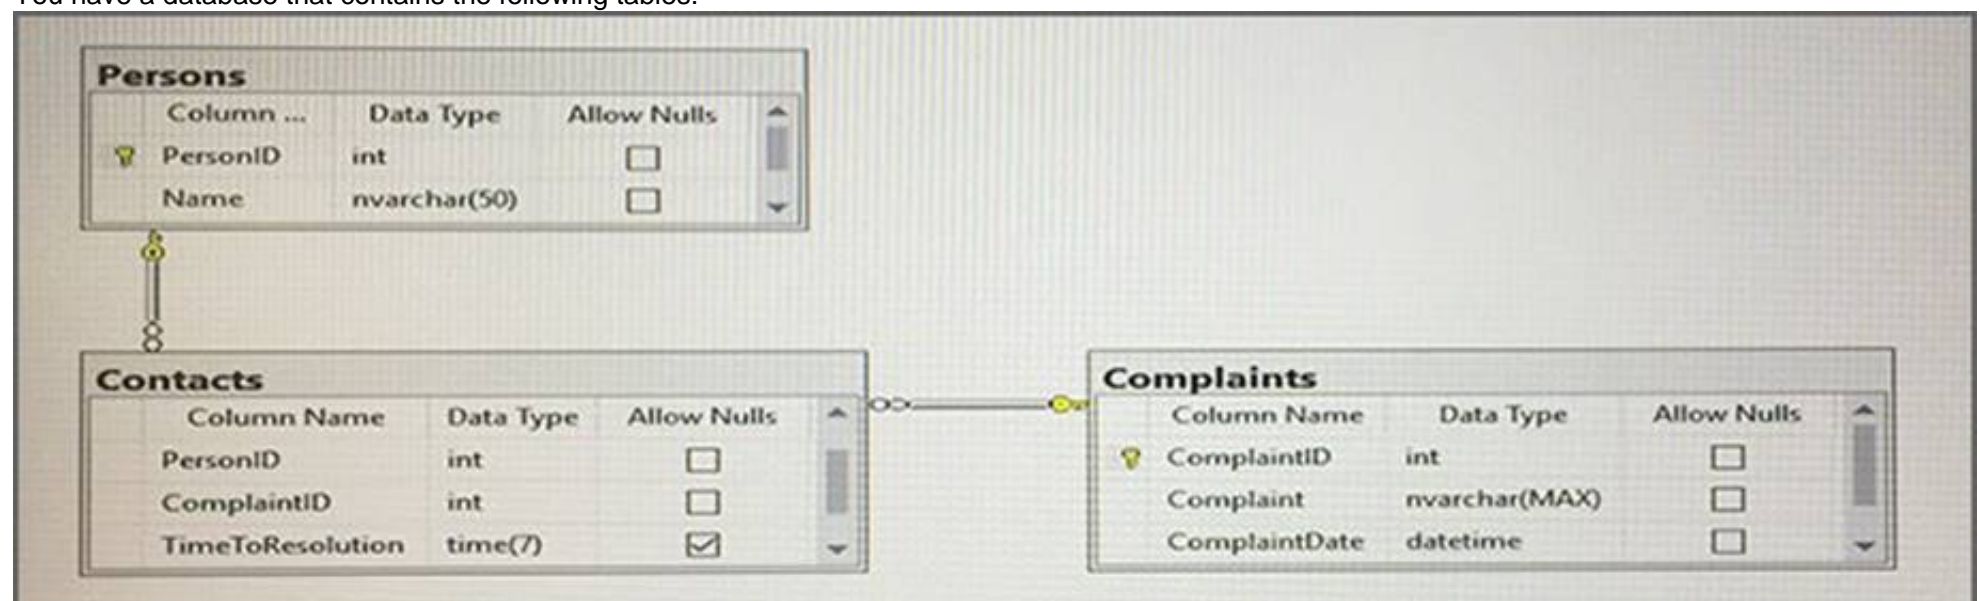 You have a database that contains the following tables.
Persons
Column ... Data Type Allow Nulls
PersonID int
Name nvarchar(50)
Contacts
Column Name Data Type Allow Nulls
PersonID int
ComplaintID int
TimeToResolution time(7)
Complaints
Column Name Data Type Allow Nulls
ComplaintID int
Complaint nvarchar(MAX)
ComplaintDate datetime